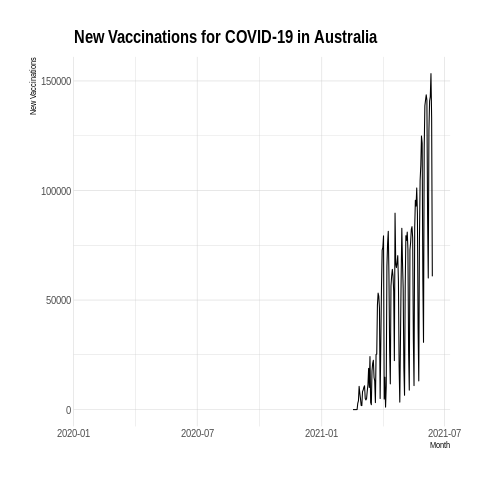 New Vaccinations for COVID-19 in Australia
New Vaccinations
150000
100000
50000
0
2020-01
2020-07
2021-01
2021-07
Month